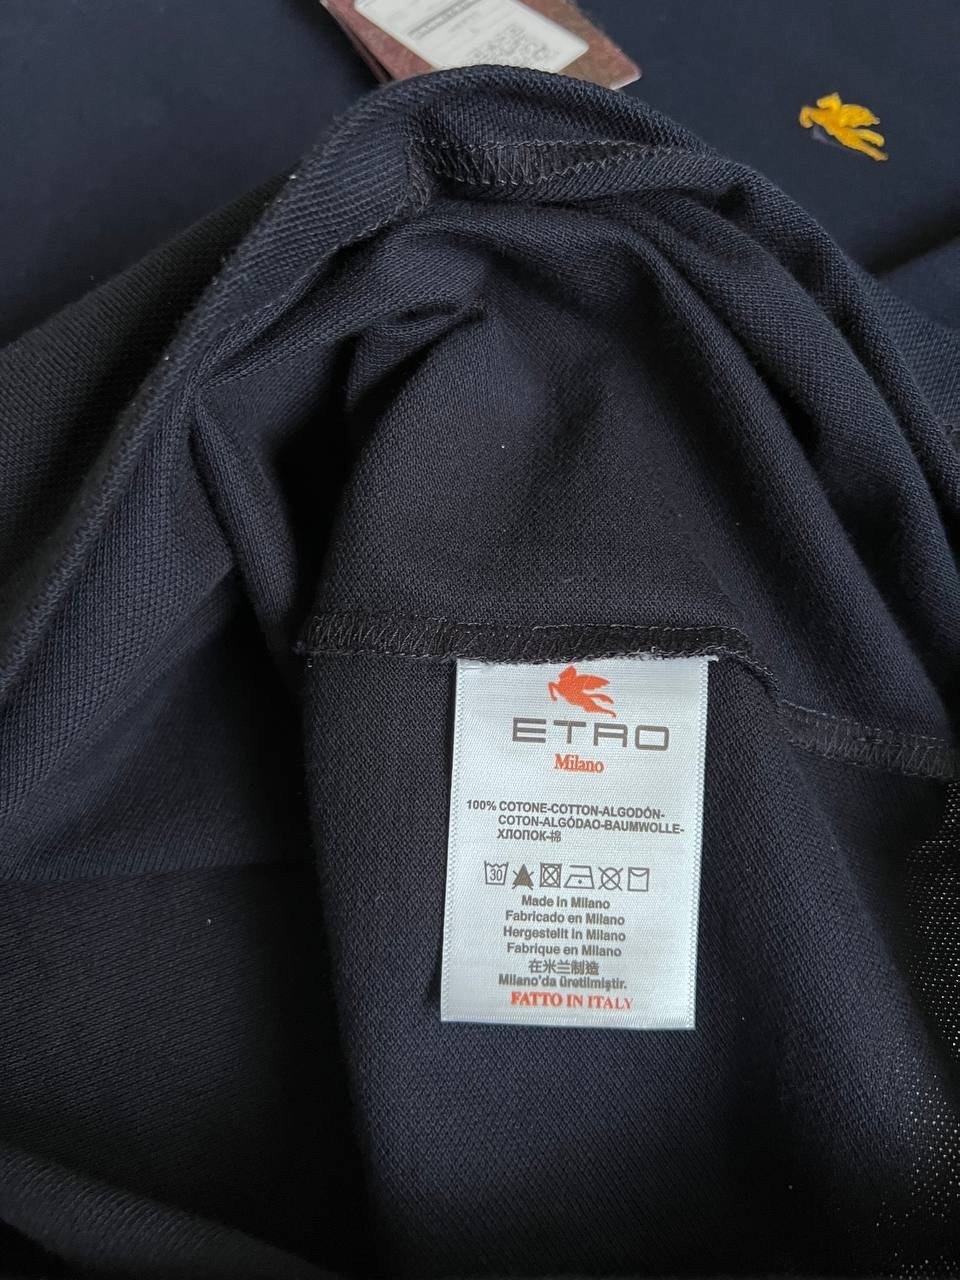 ETRO
Milano
100% COTONE-COTTON-ALGODÓN-
COTON-ALGÓDAO-BAUMWOLLE-
ХЛОПОК-棉
30
Made in Milano
Fabricado en Milano
Hergestellt in Milano
Fabrique en Milano
在米兰制造
Milano'da üretilmiştir.
FATTO IN ITALY